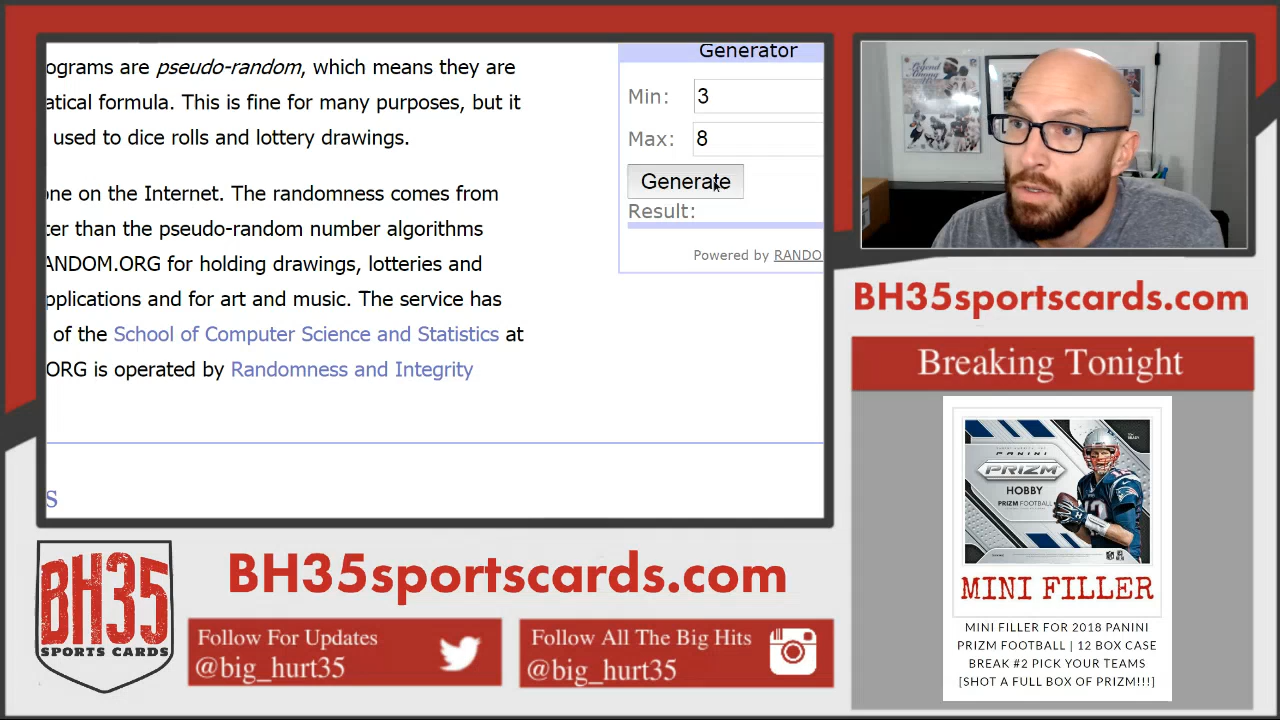 ograms are pseudo-random, which means they are
atical formula. This is fine for many purposes, but it
used to dice rolls and lottery drawings.
one on the Internet. The randomness comes from
ter than the pseudo-random number algorithms
ANDOM.ORG for holding drawings, lotteries and
pplications and for art and music. The service has
of the School of Computer Science and Statistics at
ORG is operated by Randomness and Integrity
s
Generator
Min: 3
Max: 8
Generate
Result:
Powered by RANDO
BH35sportscards.com
Breaking Tonight
PANINI
PRIZM
HOBBY
PRIZM FOOTBALL
MINI FILLER
MINI FILLER FOR 2018 PANINI
PRIZM FOOTBALL | 12 BOX CASE
BREAK #2 PICK YOUR TEAMS
[SHOT A FULL BOX OF PRIZM!!!]
BH35
SPORTS CARDS
BH35sportscards.com
Follow For Updates
@big_hurt35
Follow All The Big Hits
@big_hurt35